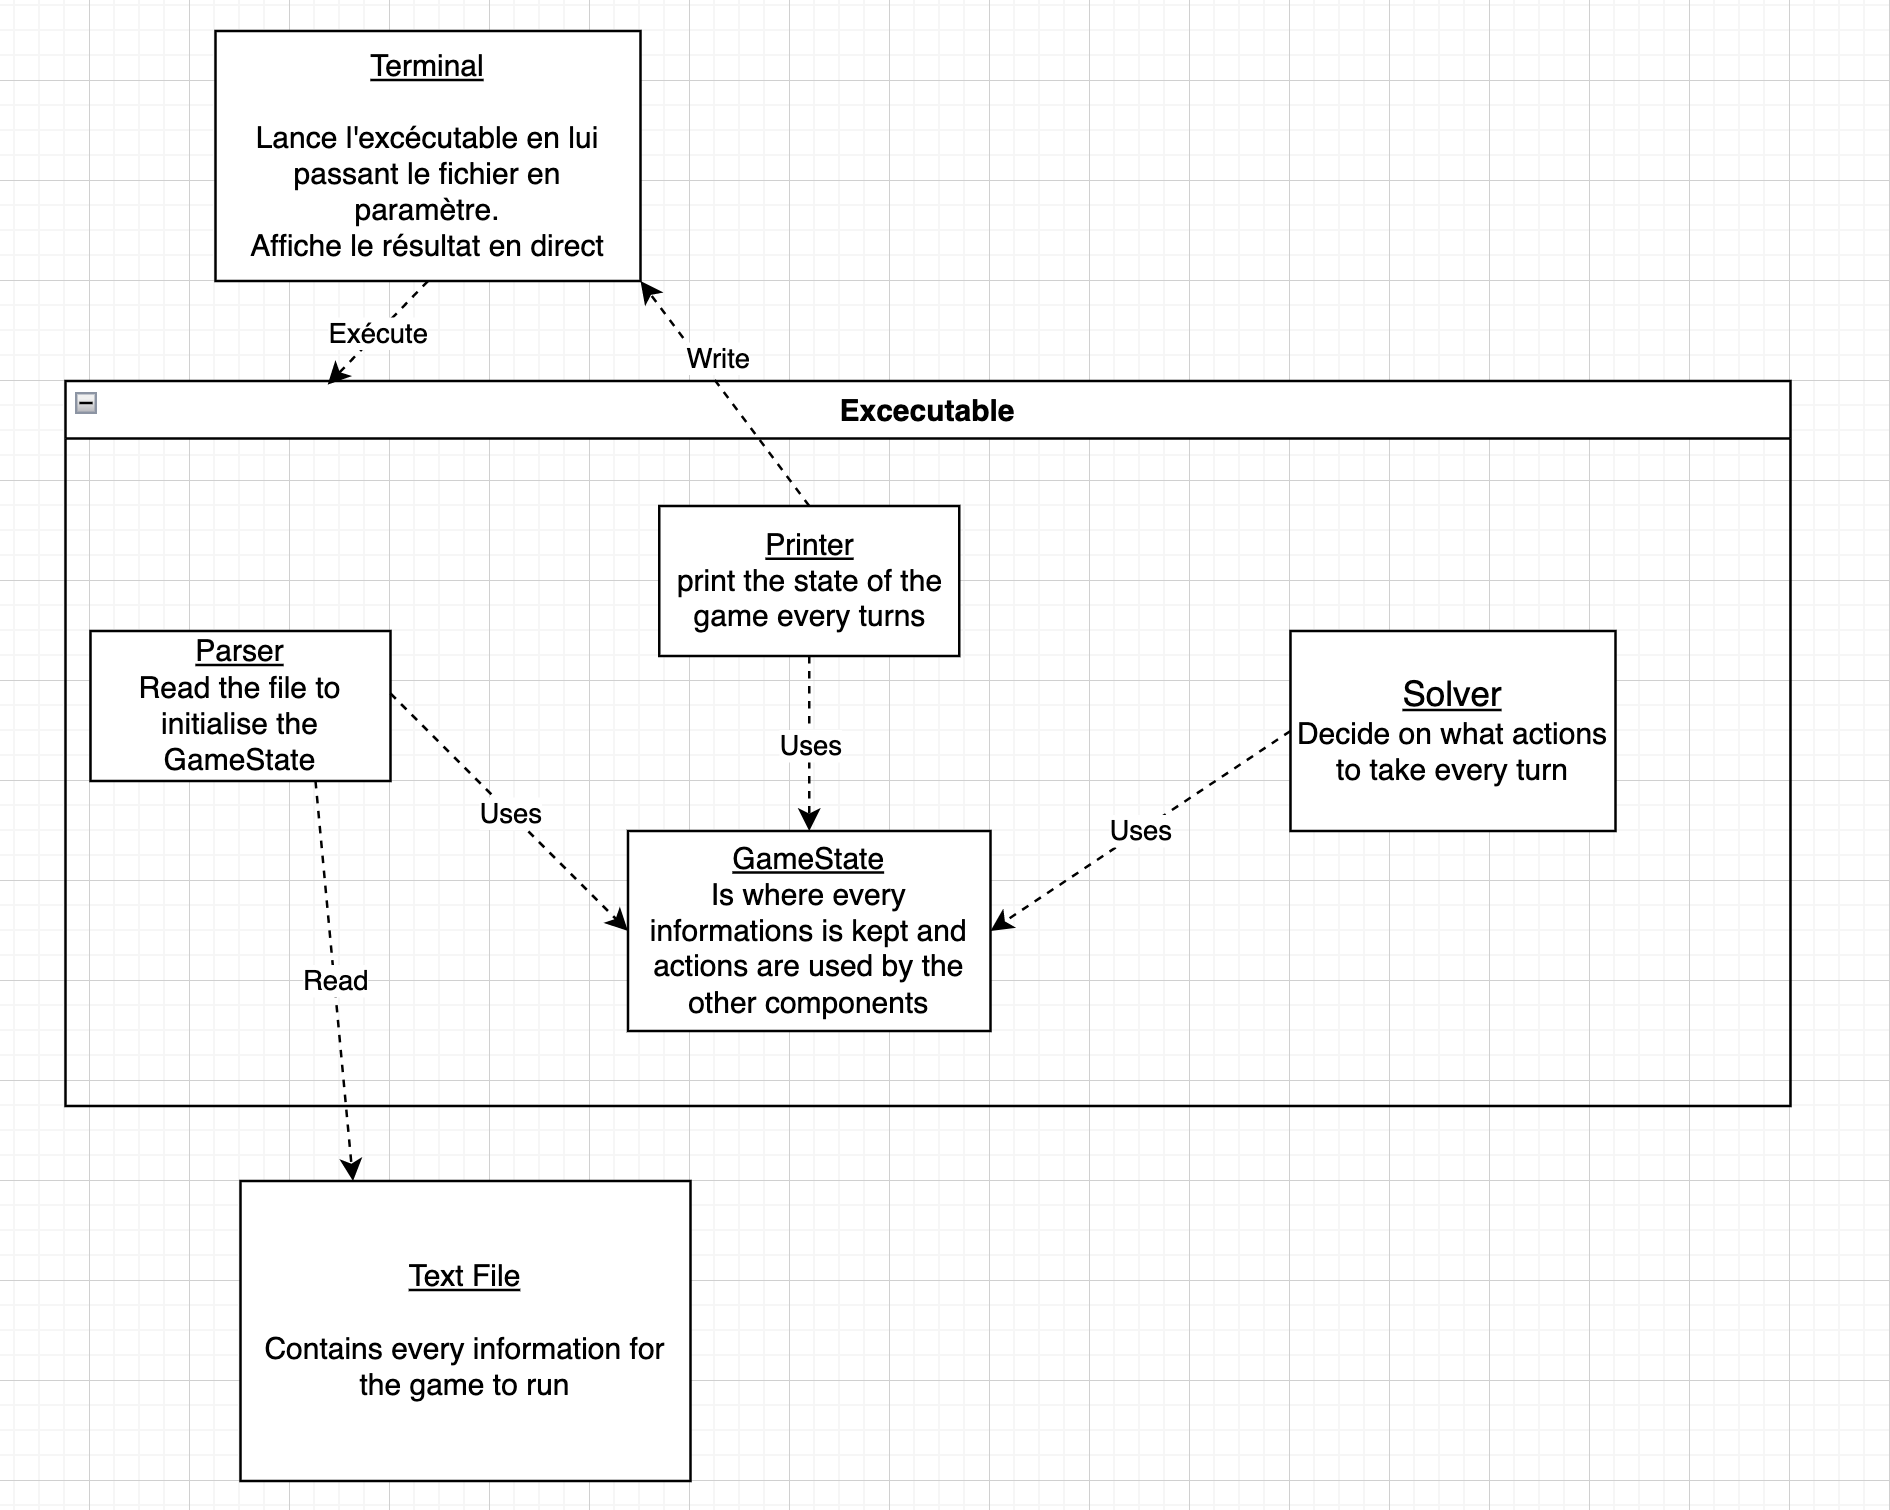 Terminal
Lance l'excécutable en lui
passant le fichier en
paramètre.
Affiche le résultat en direct
Exécute
Write
Excecutable
Printer
print the state of the
game every turns
Parser
Read the file to
initialise the
GameState
Solver
Decide on what actions
to take every turn
Uses
Uses
Uses
GameState
Is where every
informations is kept and
actions are used by the
other components
Read
Text File
Contains every information for
the game to run